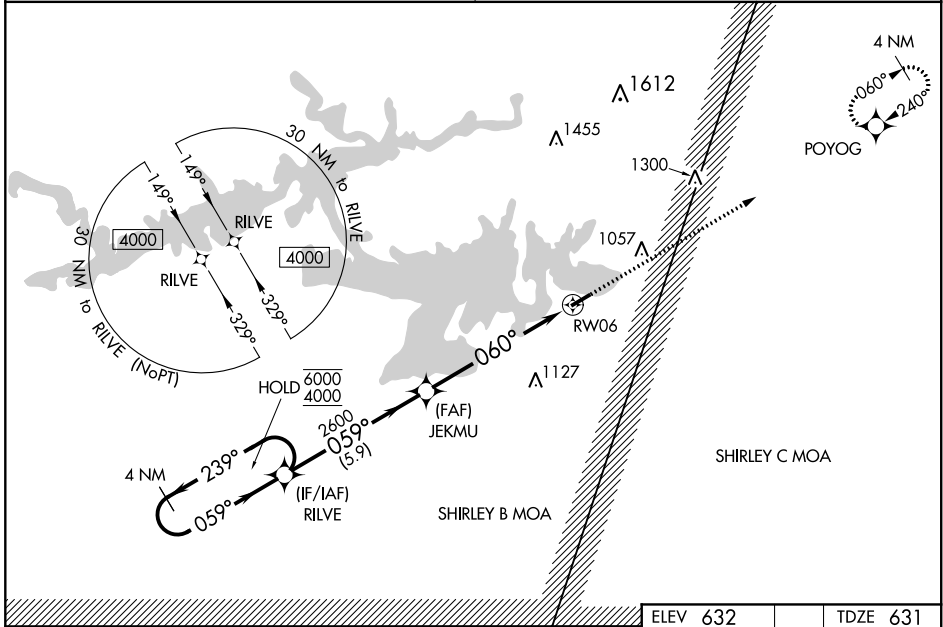 4 NM
060°
240°
POYOG
1612
1455
1300
1057
30 NM to RILVE
149°
149°
RILVE
4000
4000
RILVE
329°
329°
30 NM to RILVE (NoPT)
RW06
060°
1127
HOLD 6000
4000
(FAF)
JEKMU
2600
059°
(5.9)
4 NM
239°
059°
(IF/IAF)
RILVE
SHIRLEY B MOA
SHIRLEY C MOA
ELEV 632
TDZE 631